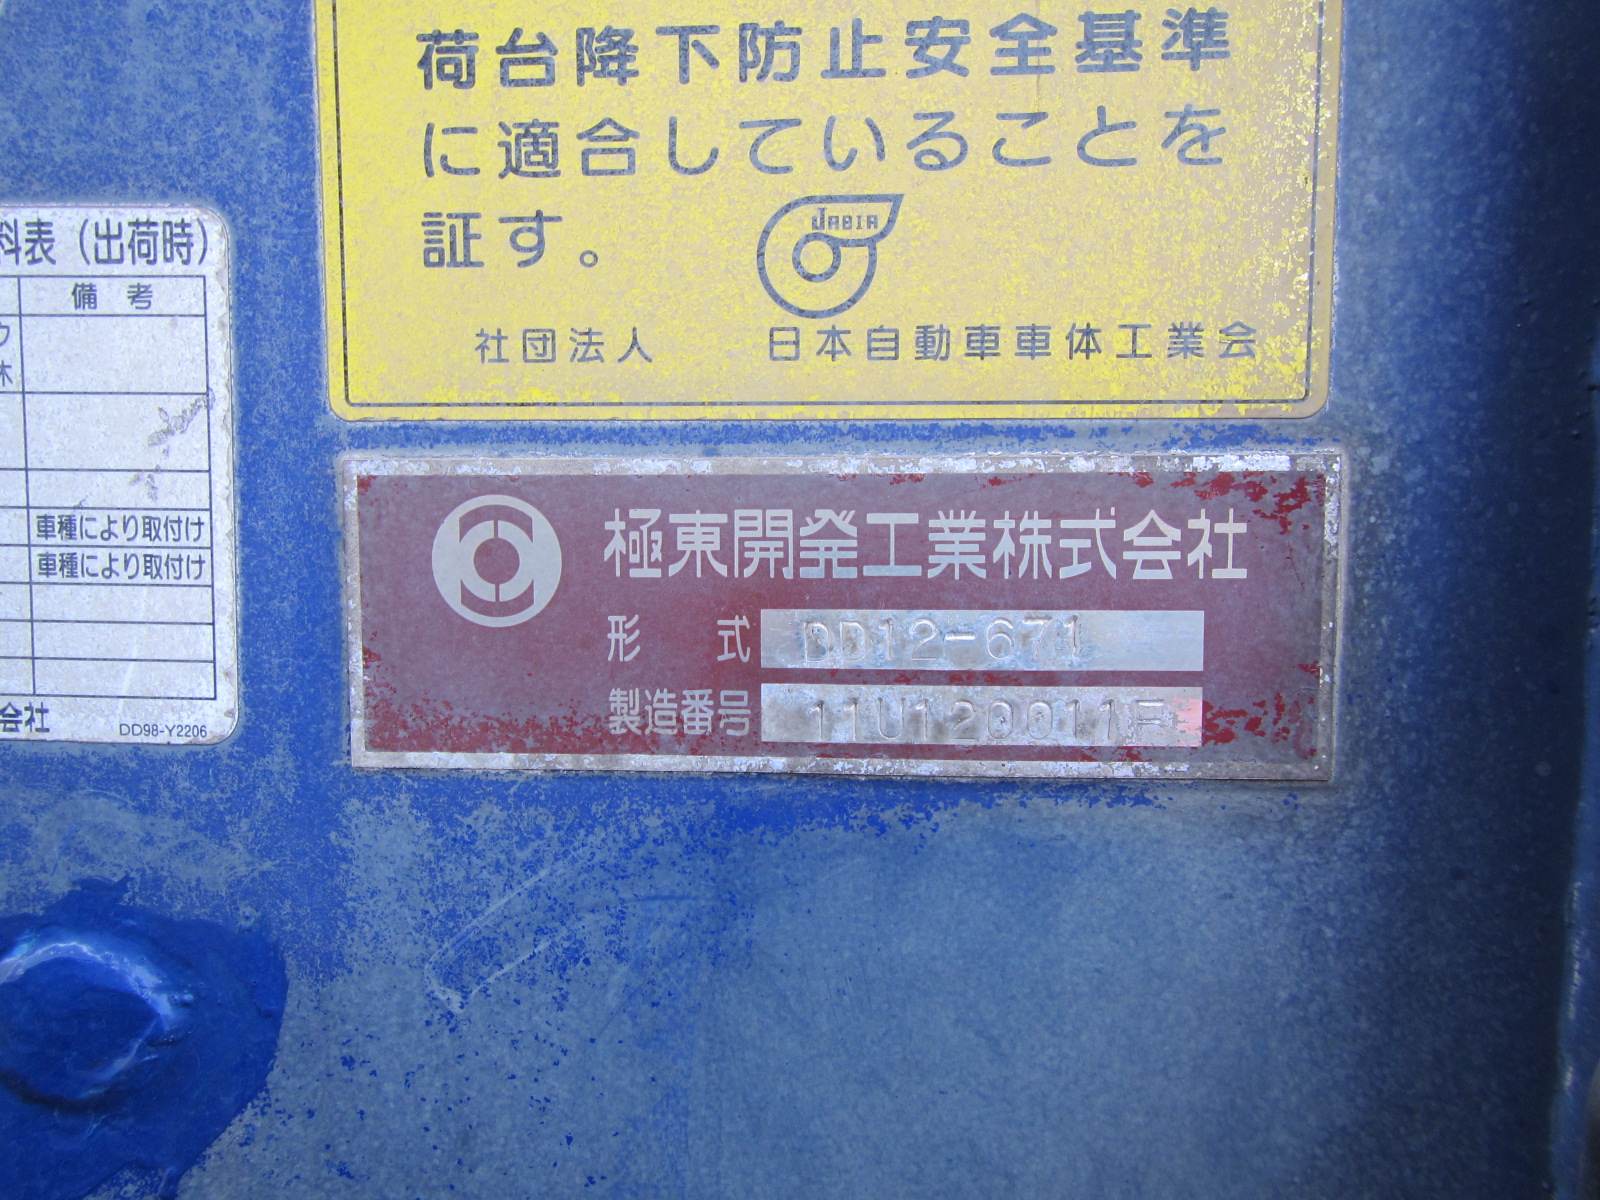 荷台降下防止安全基準
に適合していることを
証す。
JABIA
社団法人 日本自動車車体工業会
料表（出荷時）
備考
車種により取付け
車種により取付け
会社
DD98-Y2206
極東開発工業株式会社
形式 DD12-671
製造番号 11U120011F